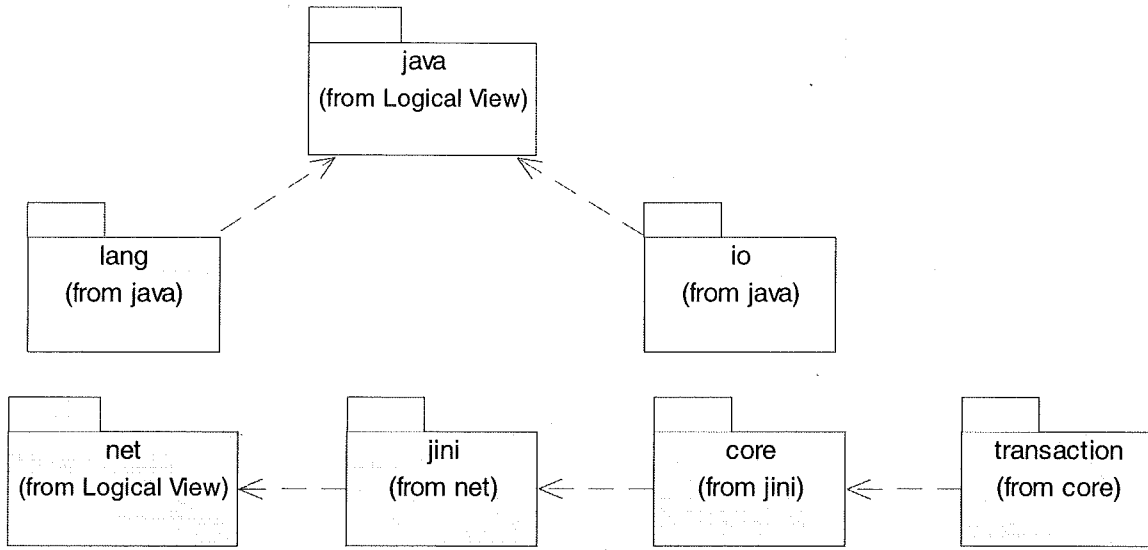 java
(from Logical View)
lang
(from java)
io
(from java)
net
(from Logical View)
jini
(from net)
core
(from jini)
transaction
(from core)